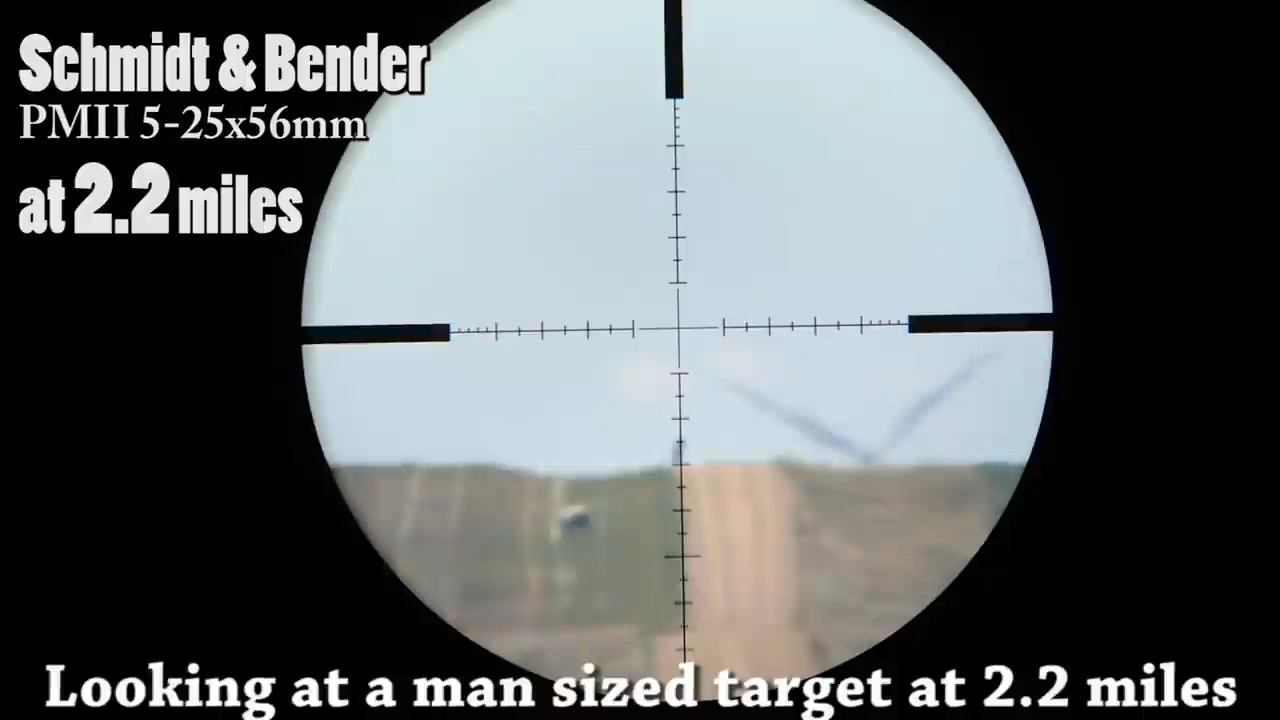 Schmidt & Bender
PMII 5-25x56mm
at 2.2 miles
Looking at a man sized target at 2.2 miles